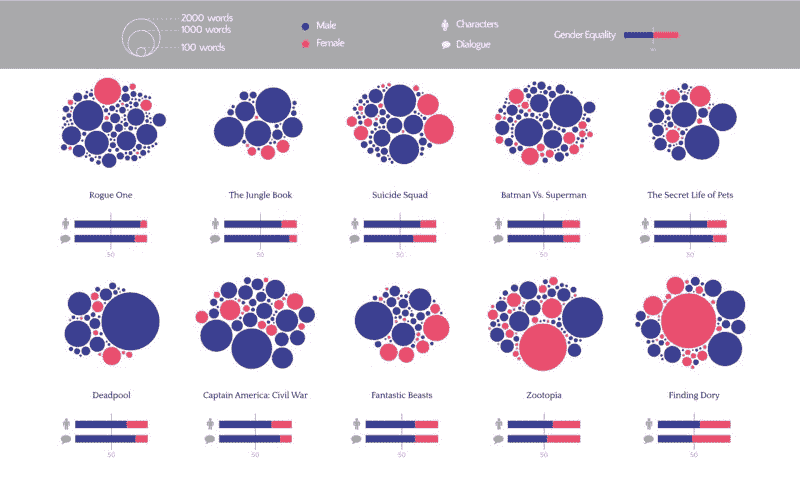 2000 words
1000 words
100 words
Male
Female
Characters
Dialogue
Gender Equality
Rogue One
The Jungle Book
Suicide Squad
Batman Vs. Superman
The Secret Life of Pets
50
50
50
50
50
Deadpool
Captain America: Civil War
Fantastic Beasts
Zootopia
Finding Dory
50
50
50
50
50